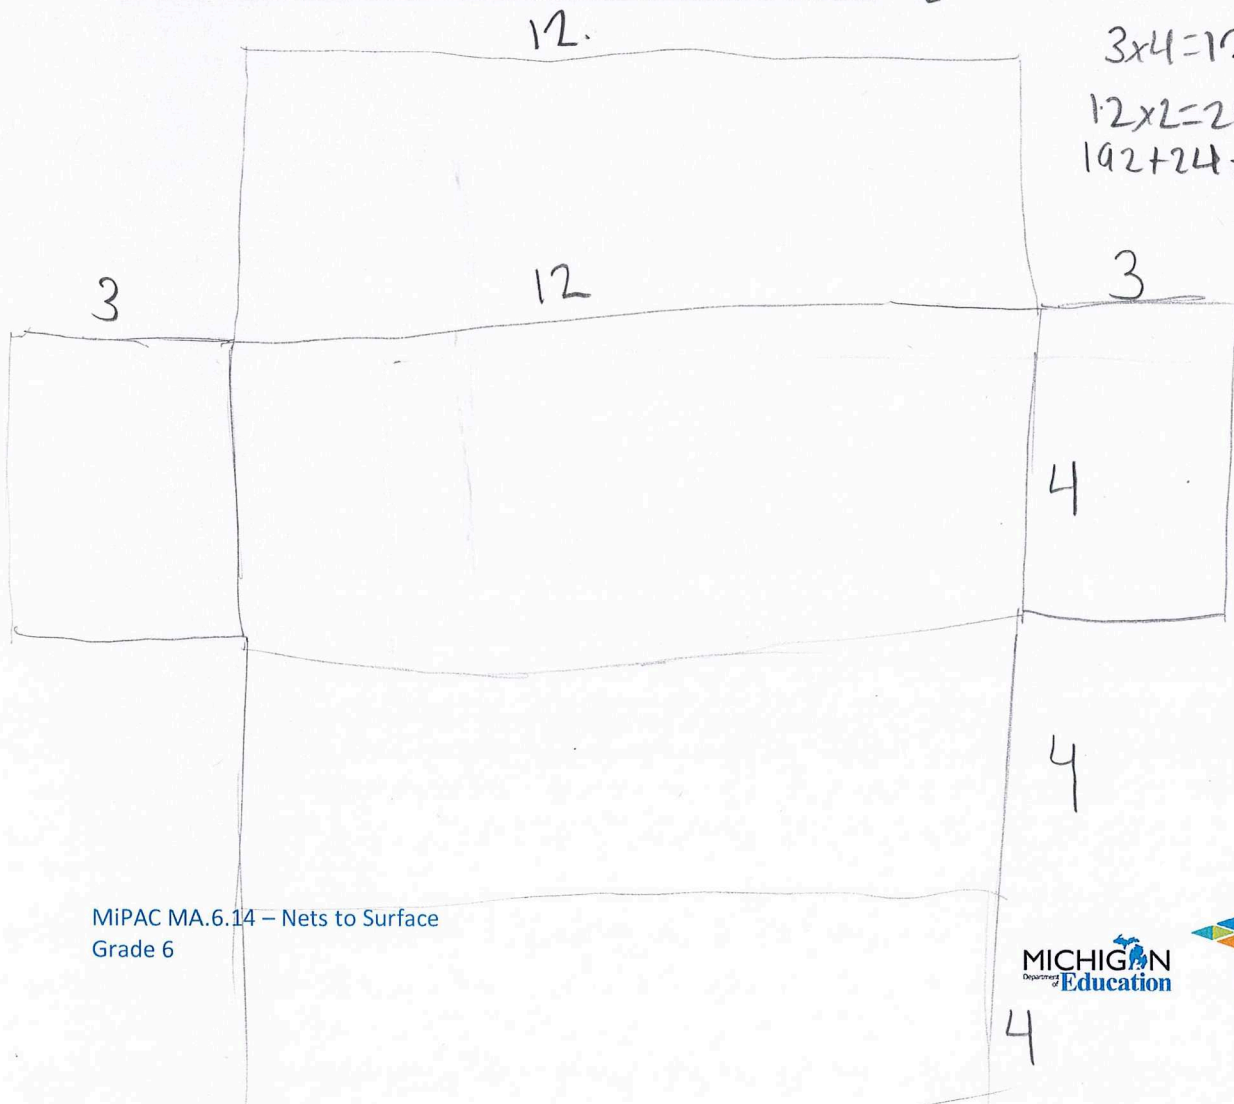 12.
3x4=12
12x2=2
192+24
3
12
3
4
4
MiPAC MA.6.14 – Nets to Surface
Grade 6
MICHIGAN
Department of Education
4